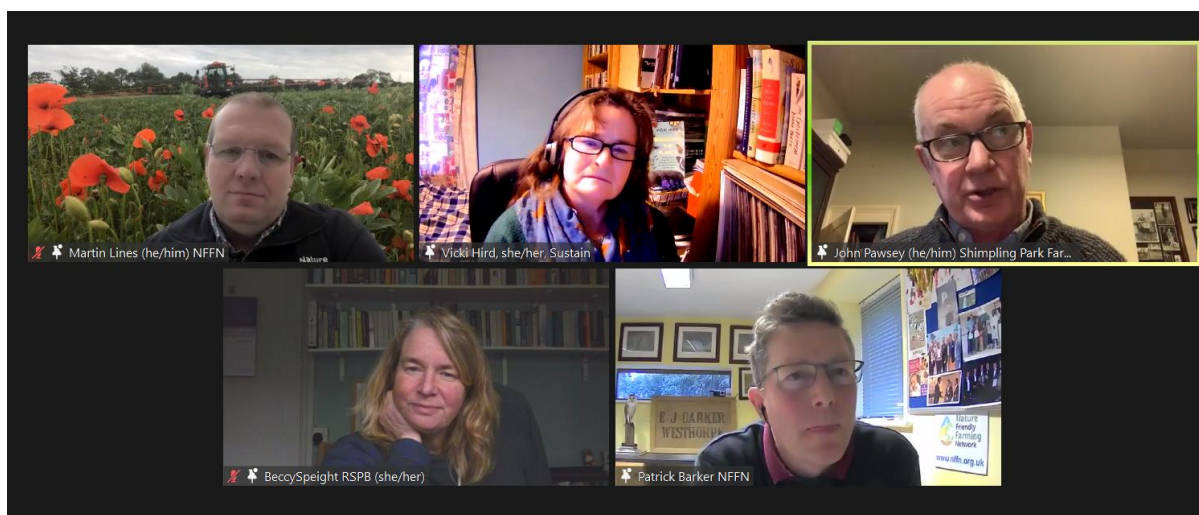 Nature
Martin Lines (he/him) NFFN
Vicki Hird, she/her, Sustain
John Pawsey (he/him) Shimpling Park Far...
BeccySpeight RSPB (she/her)
E J BARKER
WESTHORPE
Nature
Friendly
Farming
Network
www.nffn.org.uk
Patrick Barker NFFN